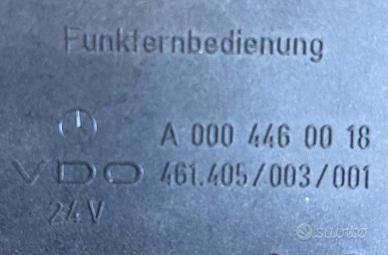 Funkfernbedienung
A 000 446 00 18
VDO 461.405/003/001
24V
subito